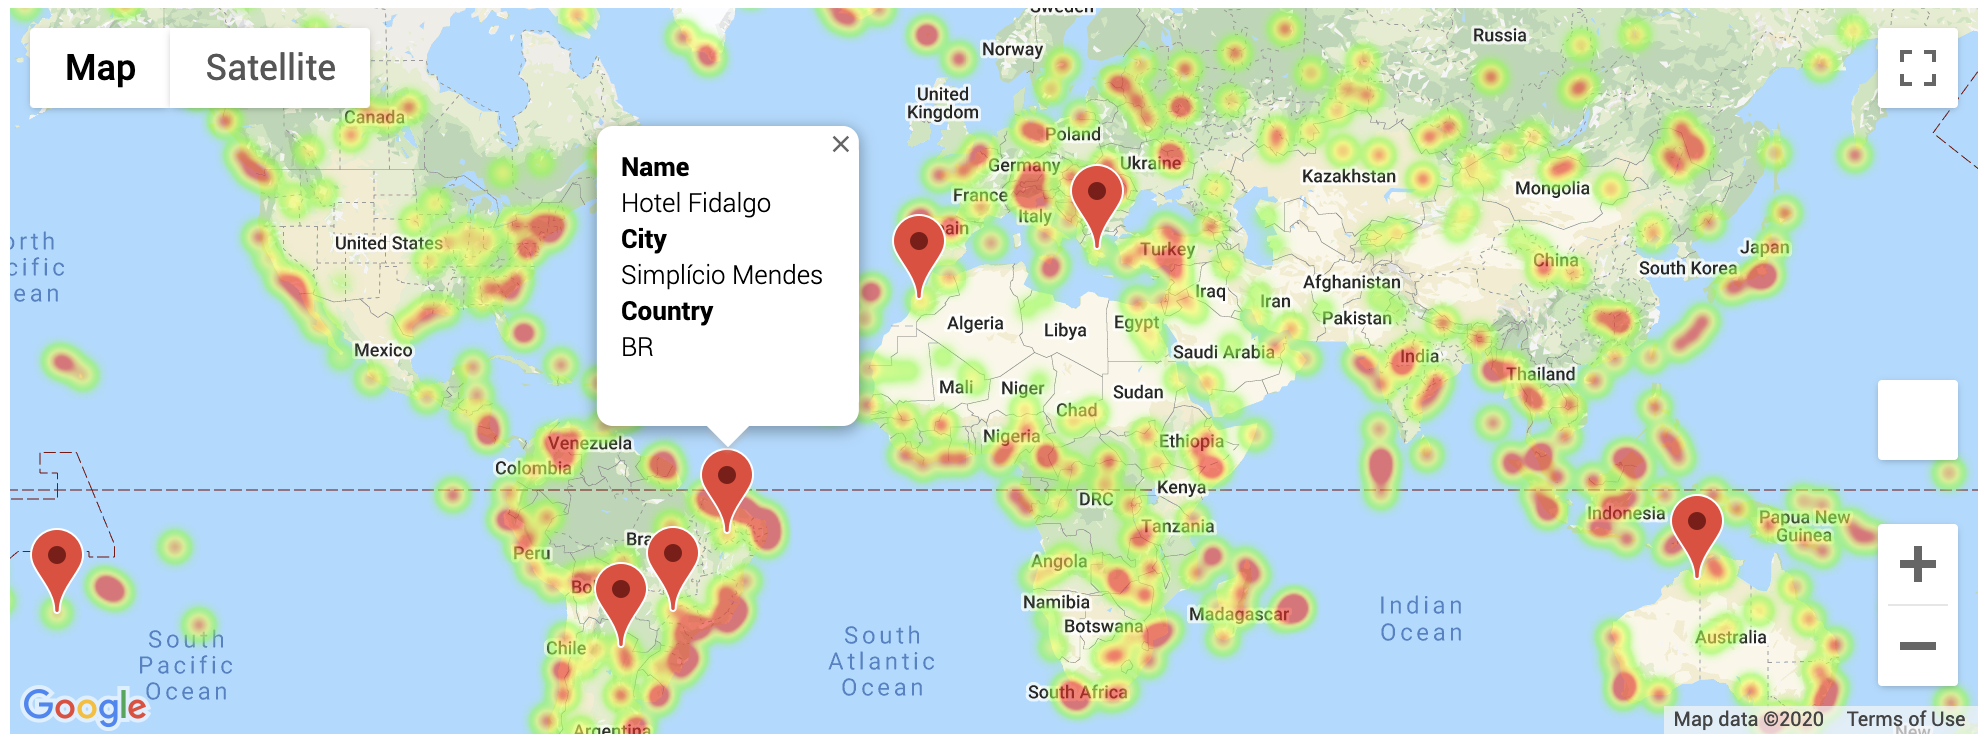 Map
Satellite
Name
Hotel Fidalgo
City
Simplício Mendes
Country
BR
Sweden
Norway
Russia
United
Kingdom
Canada
Poland
Germany
Ukraine
France
Kazakhstan
Mongolia
Italy
ain
United States
Turkey
Japan
China
South Korea
orth
cific
ean
Afghanistan
Iraq
Iran
Algeria
Libya
Egypt
Pakistan
Mexico
Saudi Arabia
India
Thailand
Mali
Niger
Sudan
Chad
Nigeria
Ethiopia
Venezuela
Colombia
Kenya
DRC
Indonesia
Papua New
Guinea
Tanzania
Bra
Peru
Angola
Bo
Namibia
Botswana
Madagascar
Indian
Ocean
Australia
South
Pacific
Ocean
South
Atlantic
Ocean
Chile
South Africa
Argentina
Google
Map data ©2020
Terms of Use
New